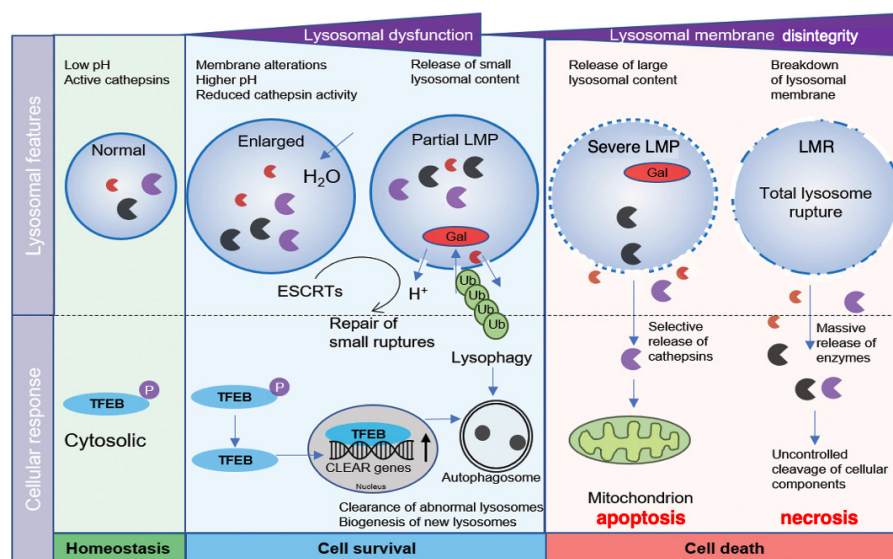 Lysosomal dysfunction
Lysosomal membrane disintegrity
Lysosomal features
Low pH
Active cathepsins
Membrane alterations
Higher pH
Reduced cathepsin activity
Release of small
lysosomal content
Release of large
lysosomal content
Breakdown
of lysosomal
membrane
Normal
Enlarged
H2O
Partial LMP
Gal
Severe LMP
Gal
LMR
Total lysosome
rupture
ESCRTs
H+
Ub
Ub
Ub
Ub
Repair of
small ruptures
Lysophagy
Selective
release of
cathepsins
Massive
release of
enzymes
Cellular response
TFEB
P
Cytosolic
TFEB
P
TFEB
TFEB
CLEAR genes
Nucleus
Autophagosome
Clearance of abnormal lysosomes
Biogenesis of new lysosomes
Mitochondrion
apoptosis
Uncontrolled
cleavage of cellular
components
necrosis
Homeostasis
Cell survival
Cell death